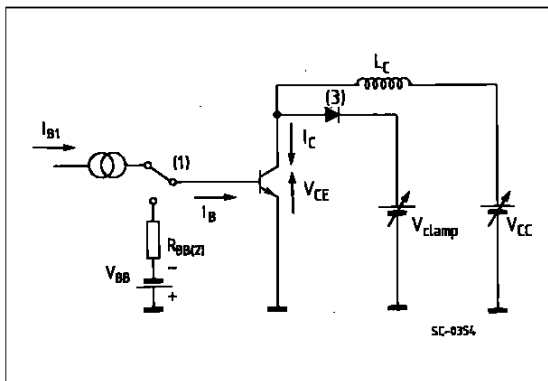 L_C
(3)
I_B1
(1)
I_C
V_CE
I_B
V_clamp
V_CC
R_BB(2)
V_BB
−
+
SC-0354